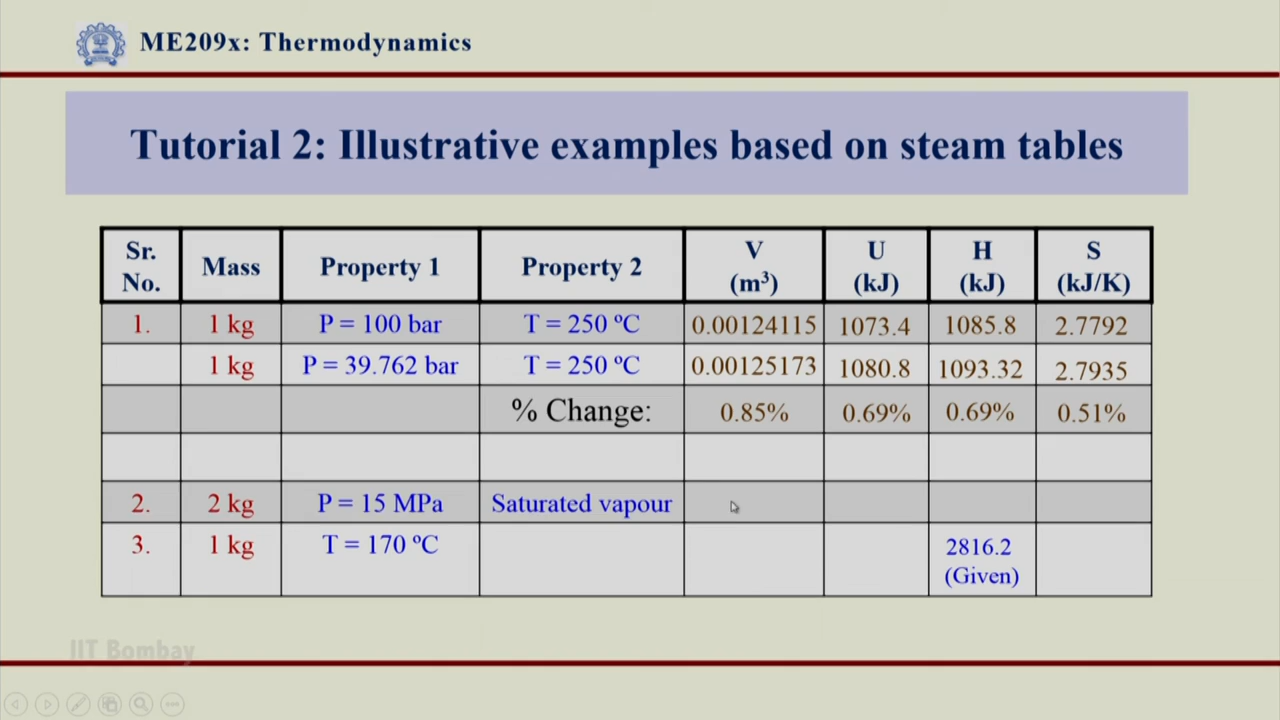 ME209x: Thermodynamics
Tutorial 2: Illustrative examples based on steam tables
Sr. No. Mass Property 1 Property 2 V (m³) U (kJ) H (kJ) S (kJ/K)
1. 1 kg P = 100 bar T = 250 ºC 0.00124115 1073.4 1085.8 2.7792
1 kg P = 39.762 bar T = 250 ºC 0.00125173 1080.8 1093.32 2.7935
% Change: 0.85% 0.69% 0.69% 0.51%
2. 2 kg P = 15 MPa Saturated vapour
3. 1 kg T = 170 ºC 2816.2
(Given)
IIT Bombay